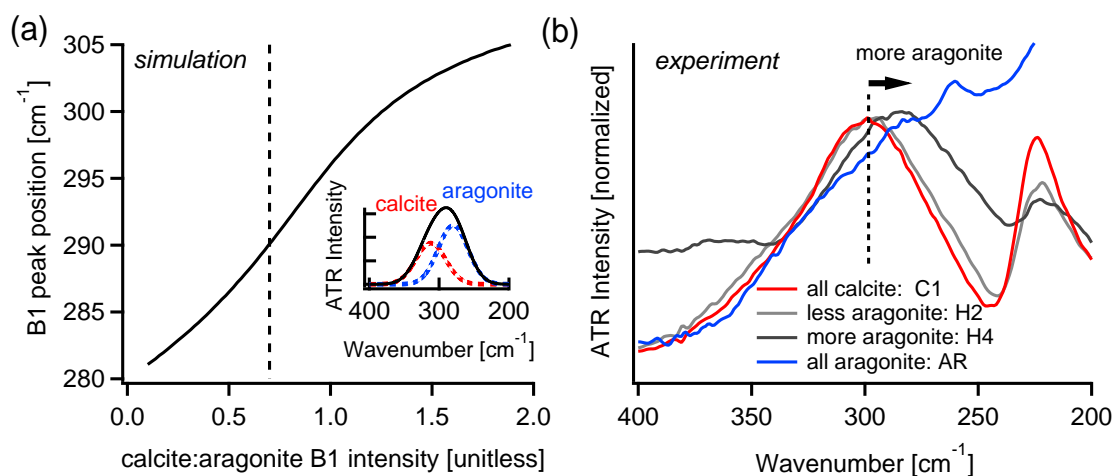 (a)
simulation
305
300
295
290
285
280
B1 peak position [cm⁻¹]
0.0 0.5 1.0 1.5 2.0
calcite:aragonite B1 intensity [unitless]
aragonite
calcite
ATR Intensity
400 300 200
Wavenumber [cm⁻¹]
(b)
experiment
more aragonite
ATR Intensity [normalized]
all calcite: C1
less aragonite: H2
more aragonite: H4
all aragonite: AR
400 350 300 250 200
Wavenumber [cm⁻¹]